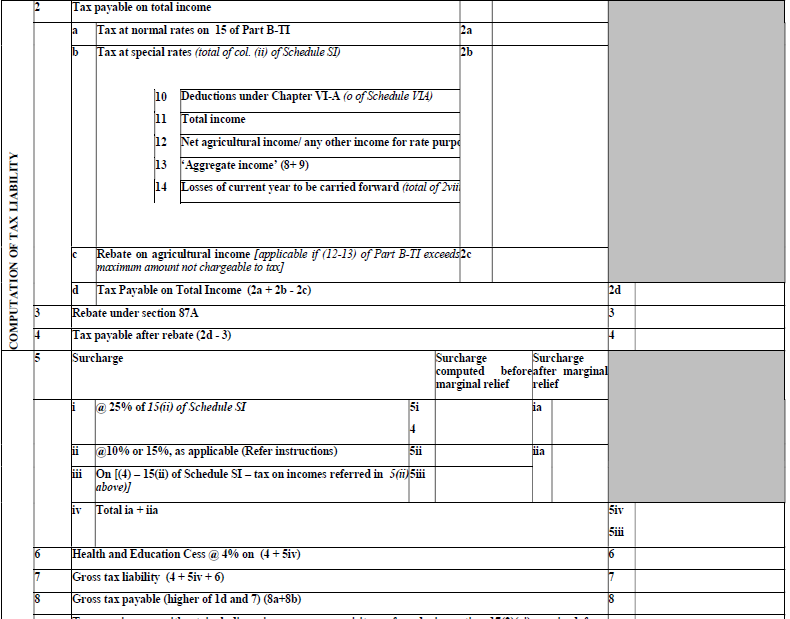 2 Tax payable on total income
a Tax at normal rates on 15 of Part B-TI 2a
b Tax at special rates (total of col. (ii) of Schedule SI) 2b
10 Deductions under Chapter VI-A (o of Schedule VIA)
11 Total income
12 Net agricultural income/ any other income for rate purpo
13 ‘Aggregate income’ (8+ 9)
14 Losses of current year to be carried forward (total of 2vii
c Rebate on agricultural income [applicable if (12-13) of Part B-TI exceeds 2c
maximum amount not chargeable to tax]
d Tax Payable on Total Income (2a + 2b - 2c) 2d
3 Rebate under section 87A 3
4 Tax payable after rebate (2d - 3) 4
COMPUTATION OF TAX LIABILITY
5 Surcharge Surcharge Surcharge
computed before after marginal
marginal relief relief
i @ 25% of 15(ii) of Schedule SI 5i ia
4
ii @10% or 15%, as applicable (Refer instructions) 5ii iia
iii On [(4) – 15(ii) of Schedule SI – tax on incomes referred in 5(ii) 5iii
above)]
iv Total ia + iia 5iv
5iii
6 Health and Education Cess @ 4% on (4 + 5iv) 6
7 Gross tax liability (4 + 5iv + 6) 7
8 Gross tax payable (higher of 1d and 7) (8a+8b) 8